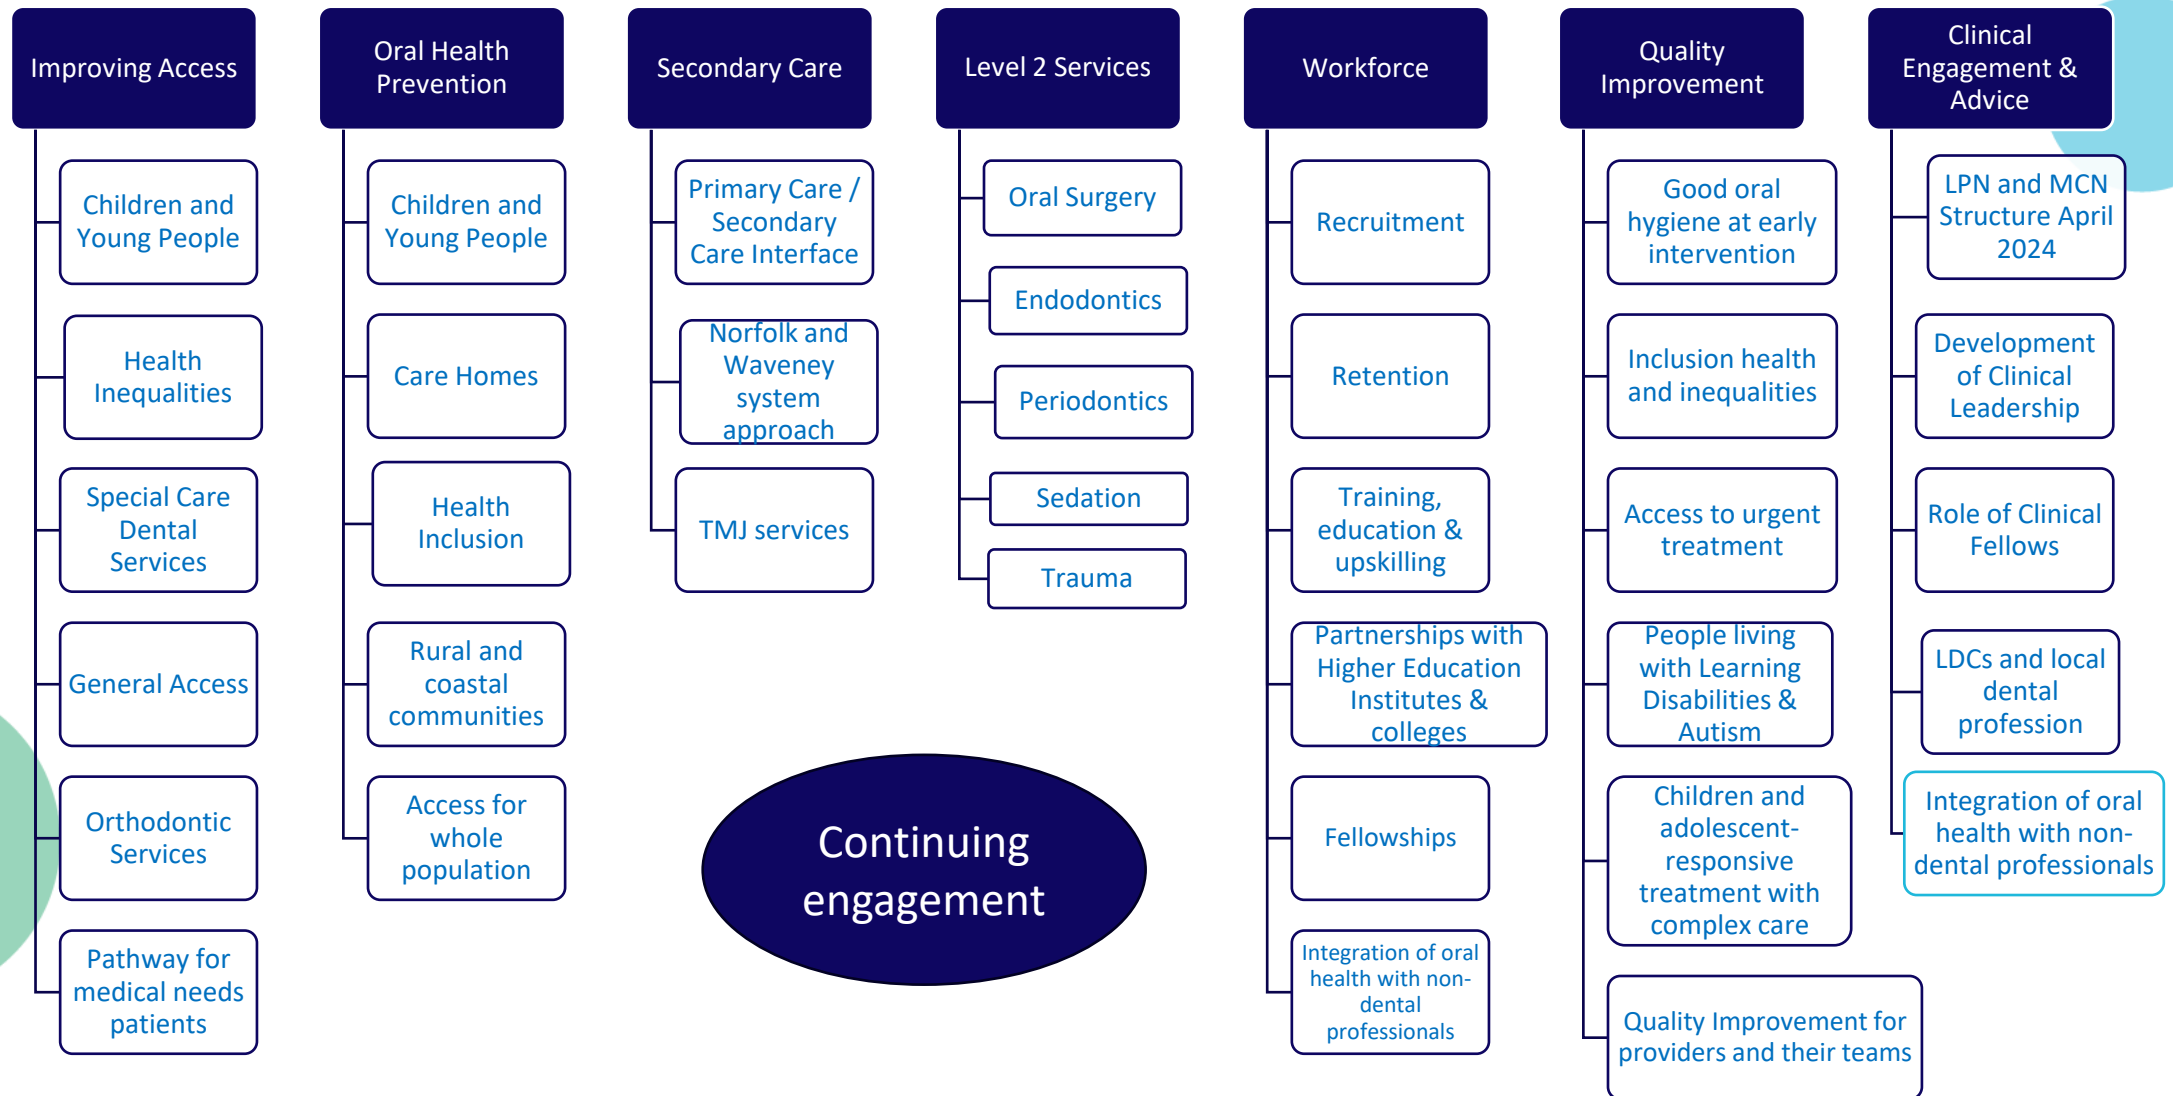 Improving Access
Children and
Young People
Health
Inequalities
Special Care
Dental
Services
General Access
Orthodontic
Services
Pathway for
medical needs
patients
Oral Health
Prevention
Children and
Young People
Care Homes
Health
Inclusion
Rural and
coastal
communities
Access for
whole
population
Secondary Care
Primary Care /
Secondary
Care Interface
Norfolk and
Waveney
system
approach
TMJ services
Level 2 Services
Oral Surgery
Endodontics
Periodontics
Sedation
Trauma
Continuing
engagement
Workforce
Recruitment
Retention
Training,
education &
upskilling
Partnerships with
Higher Education
Institutes &
colleges
Fellowships
Integration of oral
health with non-
dental
professionals
Quality
Improvement
Good oral
hygiene at early
intervention
Inclusion health
and inequalities
Access to urgent
treatment
People living
with Learning
Disabilities &
Autism
Children and
adolescent-
responsive
treatment with
complex care
Quality Improvement for
providers and their teams
Clinical
Engagement &
Advice
LPN and MCN
Structure April
2024
Development
of Clinical
Leadership
Role of Clinical
Fellows
LDCs and local
dental
profession
Integration of oral
health with non-
dental professionals